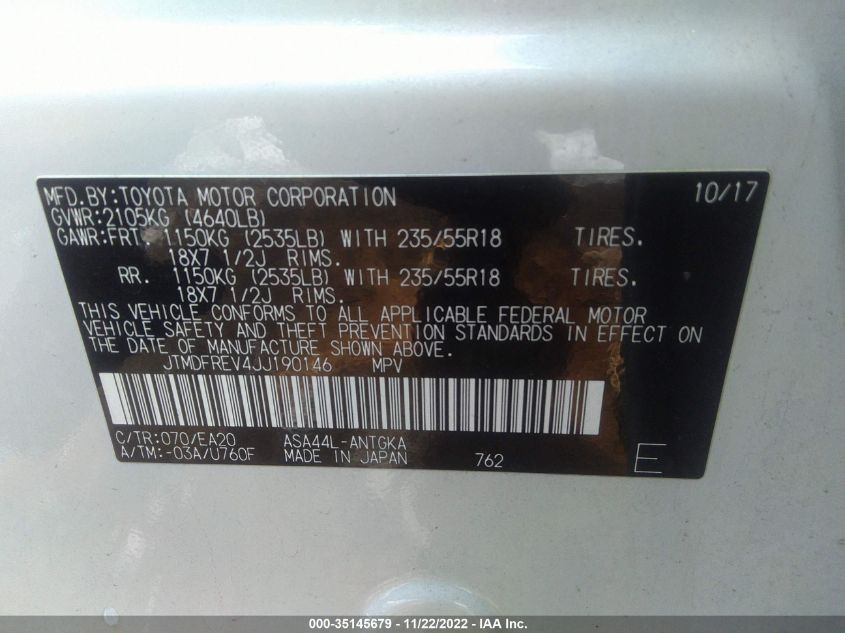 MFD.BY:TOYOTA MOTOR CORPORATION 10/17
GVWR:2105KG (4640LB)
GAWR:FRT. 1150KG (2535LB) WITH 235/55R18 TIRES.
18X7 1/2J RIMS.
RR. 1150KG (2535LB) WITH 235/55R18 TIRES.
18X7 1/2J RIMS.
THIS VEHICLE CONFORMS TO ALL APPLICABLE FEDERAL MOTOR
VEHICLE SAFETY AND THEFT PREVENTION STANDARDS IN EFFECT ON
THE DATE OF MANUFACTURE SHOWN ABOVE.
JTMDFREV4JJ190146 MPV
C/TR:070/EA20 ASA44L-ANTGKA
A/TM:-03A/U760F MADE IN JAPAN 762 E
000-35145679 - 11/22/2022 - IAAI Inc.